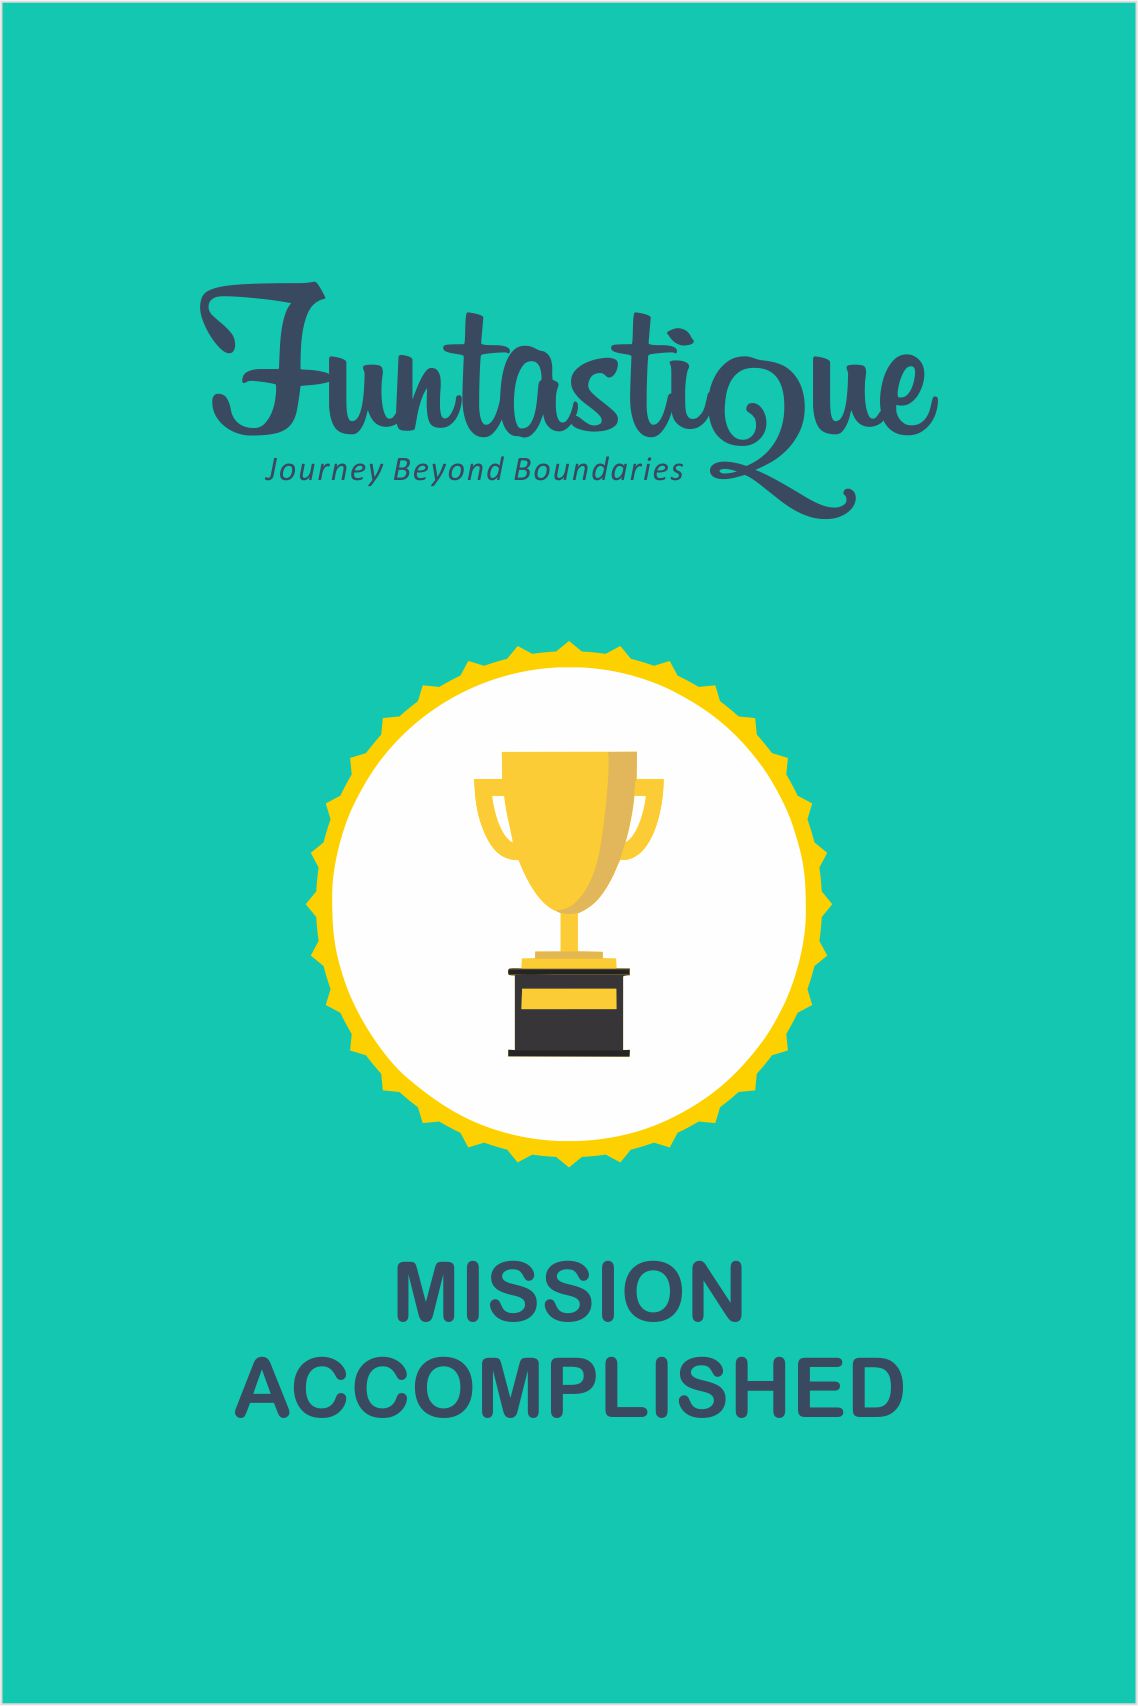 FuntastiQue
Journey Beyond Boundaries
MISSION
ACCOMPLISHED